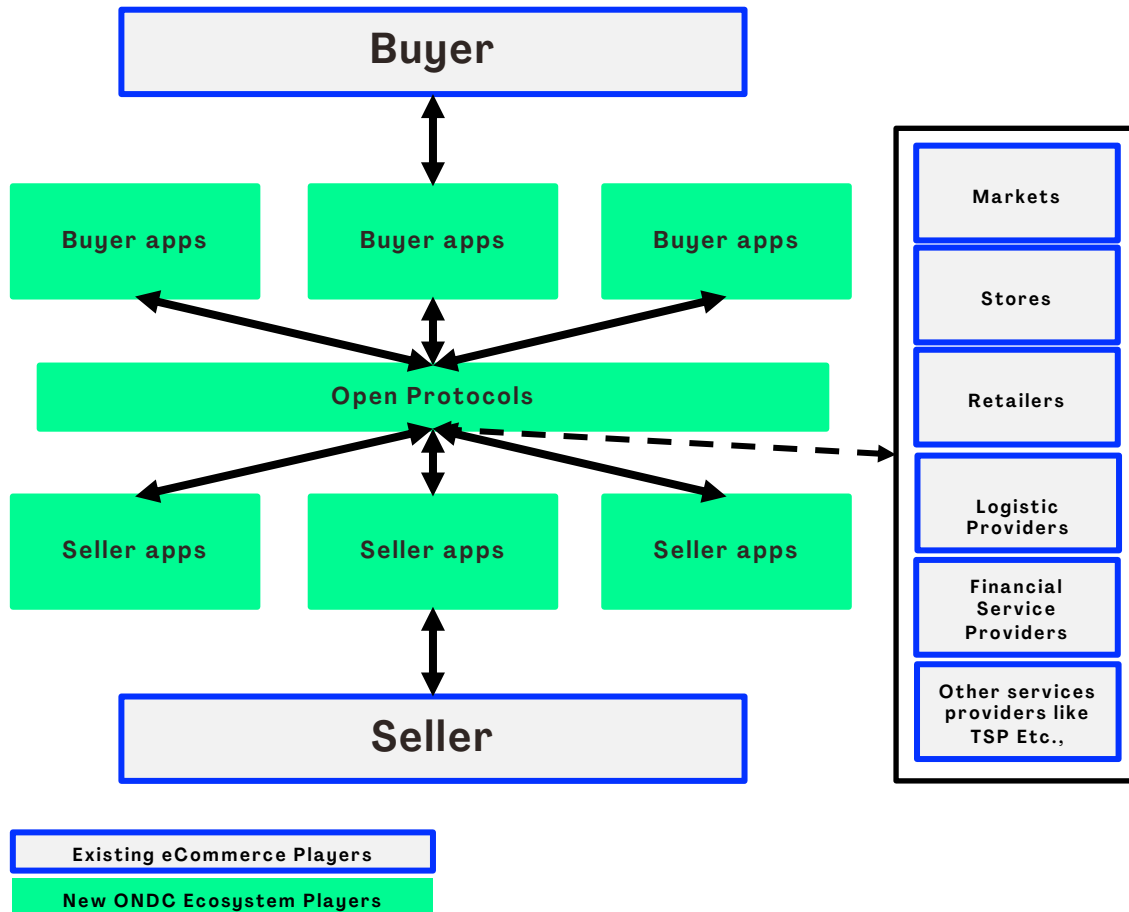 Buyer
Buyer apps
Buyer apps
Buyer apps
Open Protocols
Seller apps
Seller apps
Seller apps
Seller
Markets
Stores
Retailers
Logistic
Providers
Financial
Service
Providers
Other services
providers like
TSP Etc.,
Existing eCommerce Players
New ONDC Ecosystem Players